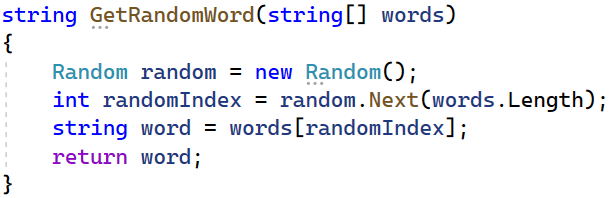 string GetRandomWord(string[] words)
{
    Random random = new Random();
    int randomIndex = random.Next(words.Length);
    string word = words[randomIndex];
    return word;
}